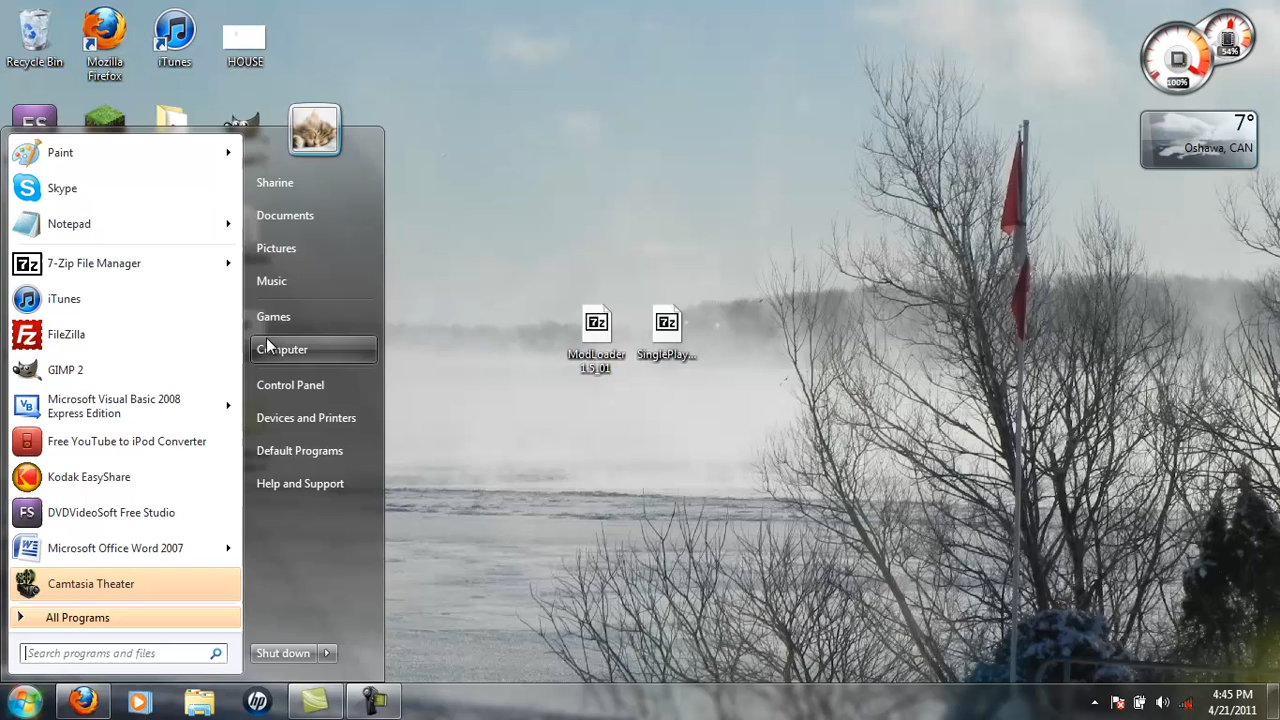 Recycle Bin
Mozilla
Firefox
iTunes
HOUSE
FS
Paint
Skype
Notepad
7-Zip File Manager
iTunes
FileZilla
GIMP 2
Microsoft Visual Basic 2008
Express Edition
Free YouTube to iPod Converter
Kodak EasyShare
DVDVideoSoft Free Studio
Microsoft Office Word 2007
Camtasia Theater
All Programs
Search programs and files
Sharine
Documents
Pictures
Music
Games
Computer
Control Panel
Devices and Printers
Default Programs
Help and Support
Shut down
7z
ModLoader
1.5_01
7z
SinglePlay...
54%
100%
7°
Oshawa, CAN
hp
4:45 PM
4/21/2011